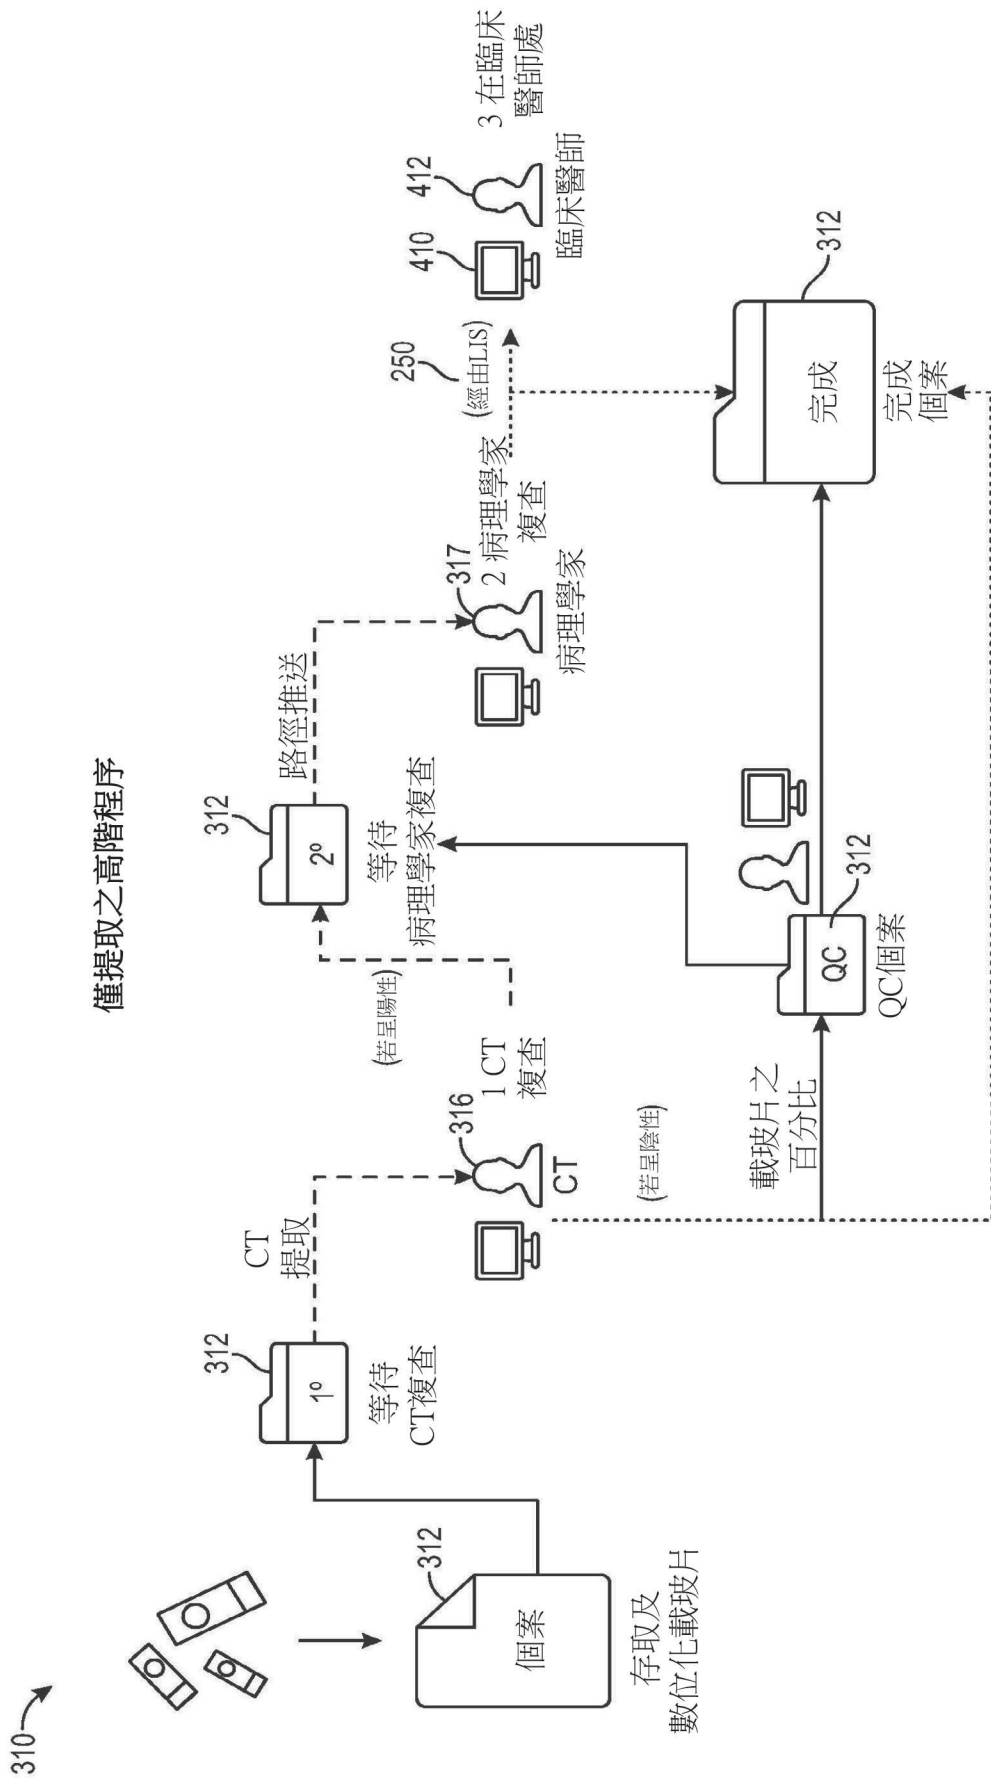 僅提取之高階程序
310
312
個案
存取及
數位化載玻片
312
1º
等待
CT複查
CT
提取
316
CT
1 CT
複查
(若呈陽性)
(若呈陰性)
312
2º
等待
病理學家複查
路徑推送
317
病理學家
2 病理學家
複查
250
(經由LIS)
410
412
臨床醫師
3 在臨床
醫師處
載玻片之
百分比
QC
312
QC個案
312
完成
完成
個案